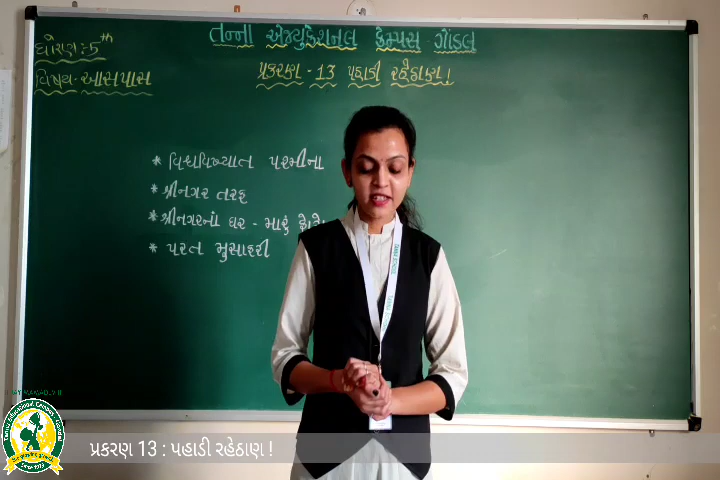 તન્ના એજ્યુકેશનલ કેમ્પસ - ગોંડલ
ધોરણ :- 5th
વિષય - આસપાસ
પ્રકરણ - 13 પહાડી રહેઠાણ !
* વિશ્વવિખ્યાત પશ્મીના
* શ્રીનગર તરફ
* શ્રીનગરનાં ઘર - મારું
* પરત મુસાફરી
પ્રકરણ 13 : પહાડી રહેઠાણ !